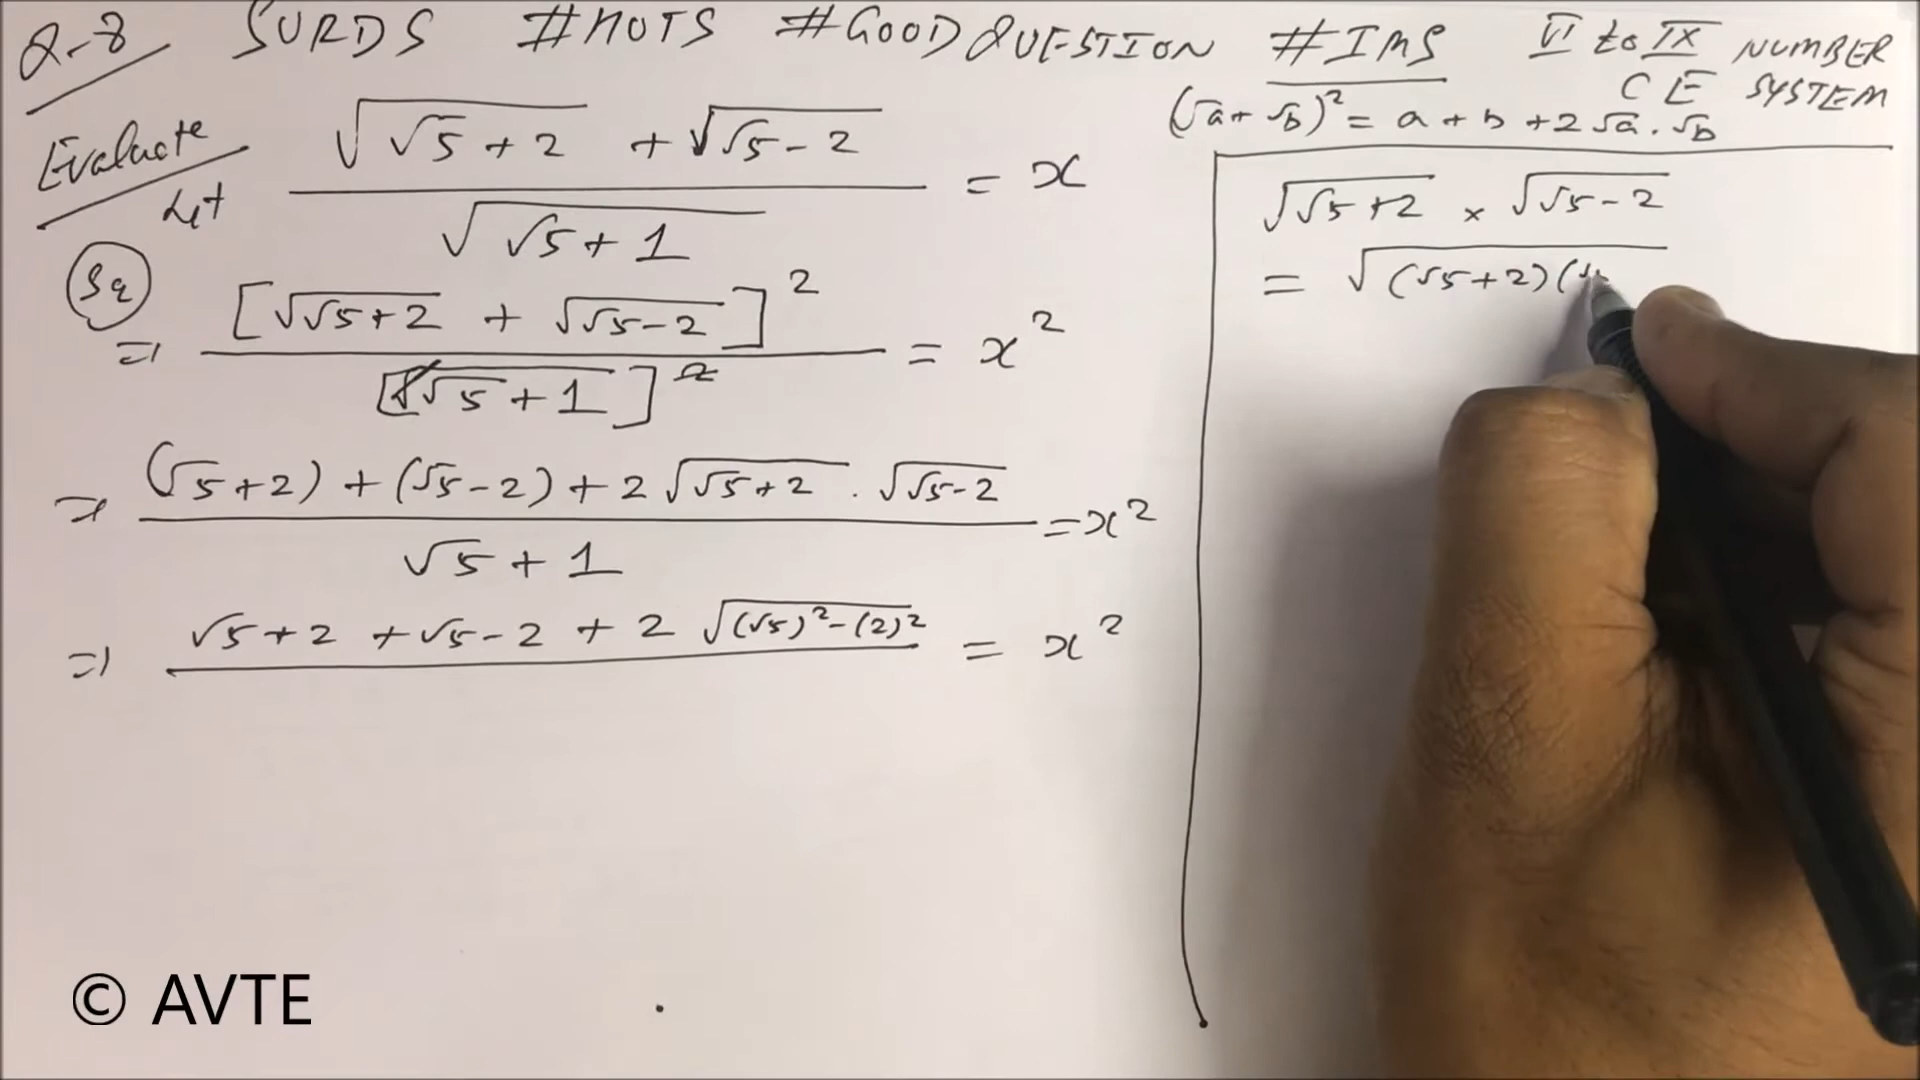 Q-8 SURDS #HOTS #GOOD QUESTION #IMS VI to IX NUMBER SYSTEM
C E
Evaluate
Let (√(√5+2) + √(√5-2)) / √(√5+1) = x
(√a + √b)² = a + b + 2√a . √b
Sq
⇒ [√(√5+2) + √(√5-2)]² / [√(√5+1)]² = x²
⇒ ((√5+2) + (√5-2) + 2√(√5+2) . √(√5-2)) / (√5+1) = x²
⇒ √5+2 + √5-2 + 2√((√5)²-(2)²) = x²
√(√5+2) × √(√5-2)
= √(√5+2)(
© AVTE